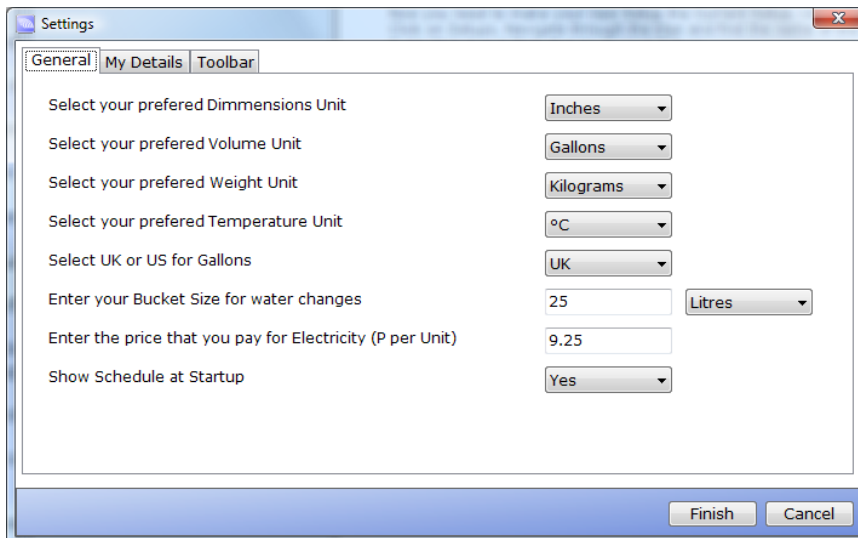 Settings
General My Details Toolbar
Select your prefered Dimmensions Unit Inches
Select your prefered Volume Unit Gallons
Select your prefered Weight Unit Kilograms
Select your prefered Temperature Unit °C
Select UK or US for Gallons UK
Enter your Bucket Size for water changes 25 Litres
Enter the price that you pay for Electricity (P per Unit) 9.25
Show Schedule at Startup Yes
Finish Cancel